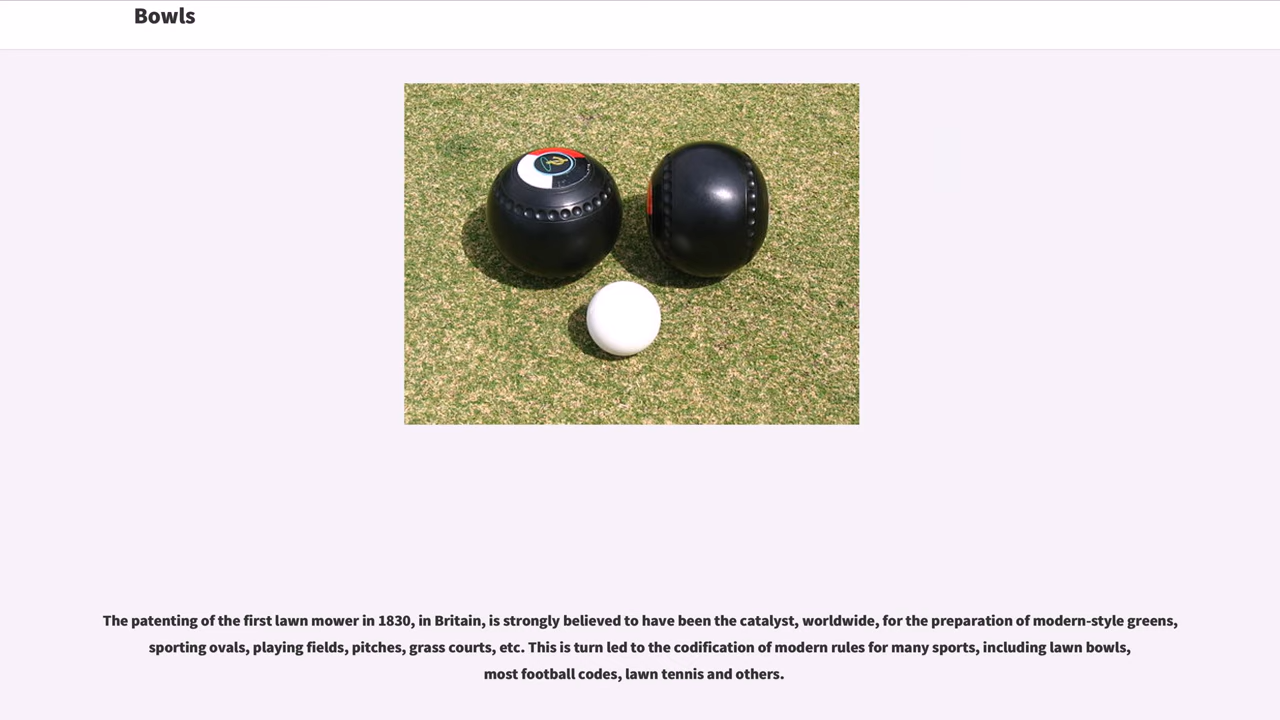 Bowls
The patenting of the first lawn mower in 1830, in Britain, is strongly believed to have been the catalyst, worldwide, for the preparation of modern-style greens,
sporting ovals, playing fields, pitches, grass courts, etc. This is turn led to the codification of modern rules for many sports, including lawn bowls,
most football codes, lawn tennis and others.